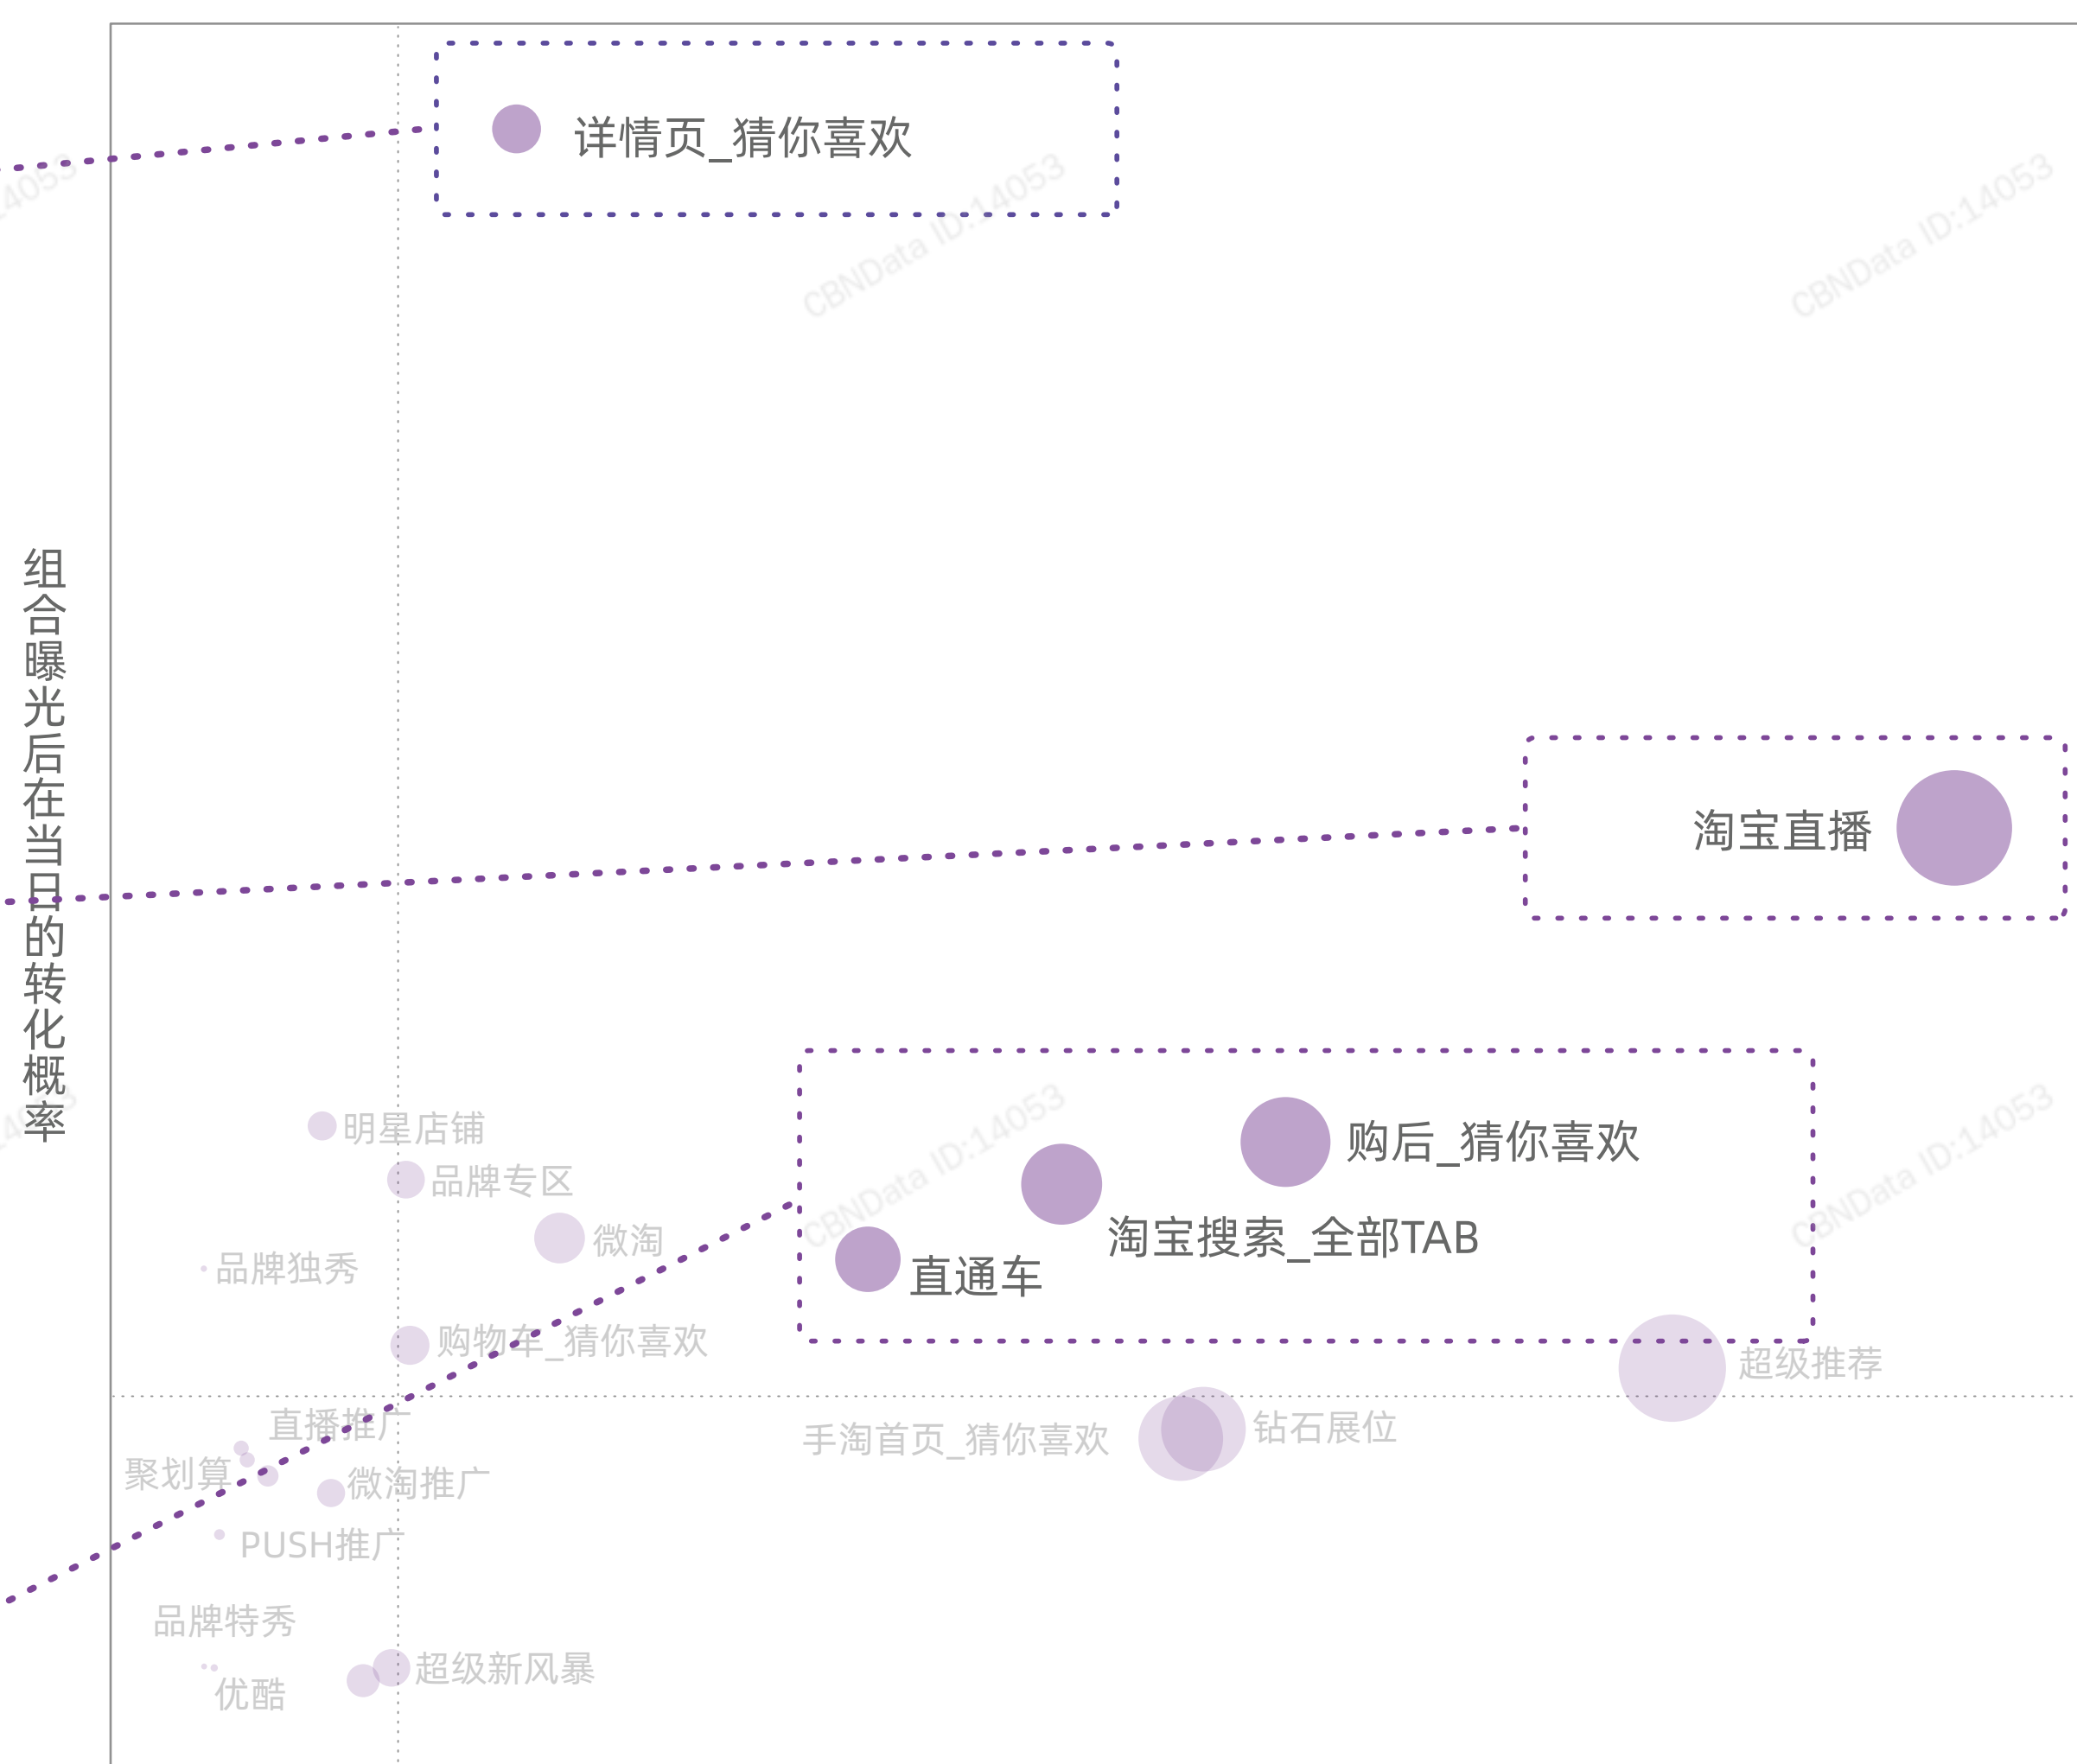 详情页_猜你喜欢
14053
CBNData ID:14053
CBNData ID:14053
组合曝光后在当日的转化概率
淘宝直播
明星店铺
品牌专区
微淘
品牌独秀
购物车_猜你喜欢
购后_猜你喜欢
淘宝搜索_全部TAB
直通车
14053
CBNData ID:14053
CBNData ID:14053
超级推荐
直播推广
聚划算
微淘推广
手淘首页_猜你喜欢
钻石展位
PUSH推广
品牌特秀
优酷
超级新风暴